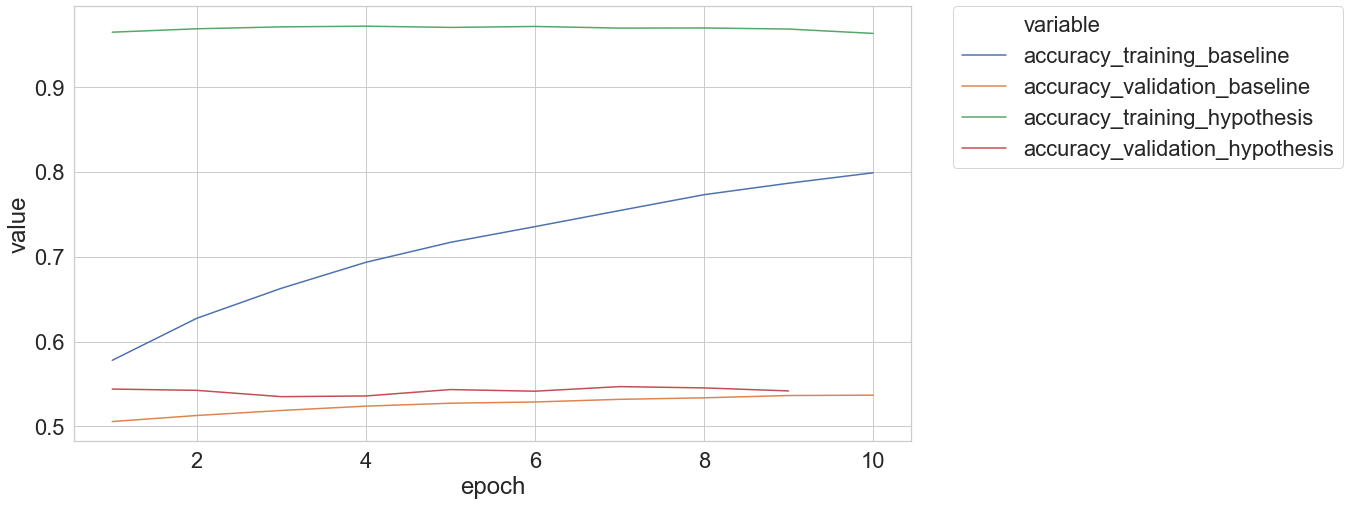 value
0.9
0.8
0.7
0.6
0.5
2 4 6 8 10
epoch
variable
accuracy_training_baseline
accuracy_validation_baseline
accuracy_training_hypothesis
accuracy_validation_hypothesis